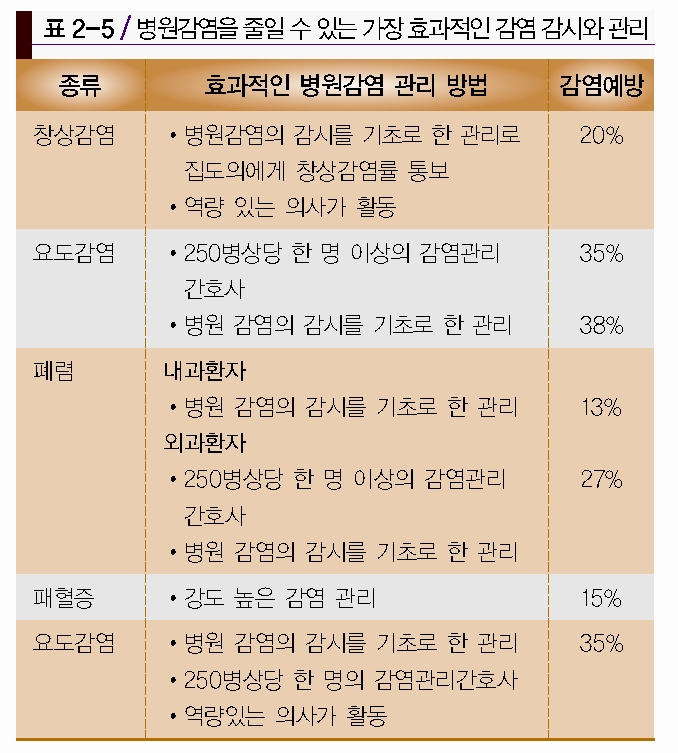 표 2-5 / 병원감염을 줄일 수 있는 가장 효과적인 감염 감시와 관리
종류 효과적인 병원감염 관리 방법 감염예방
창상감염 •병원감염의 감시를 기초로 한 관리로 20%
집도의에게 창상감염률 통보
•역량 있는 의사가 활동
요도감염 •250병상당 한 명 이상의 감염관리 35%
간호사
•병원 감염의 감시를 기초로 한 관리 38%
폐렴 내과환자
•병원 감염의 감시를 기초로 한 관리 13%
외과환자
•250병상당 한 명 이상의 감염관리 27%
간호사
•병원 감염의 감시를 기초로 한 관리
패혈증 •강도 높은 감염 관리 15%
요도감염 •병원 감염의 감시를 기초로 한 관리 35%
•250병상당 한 명의 감염관리간호사
•역량있는 의사가 활동